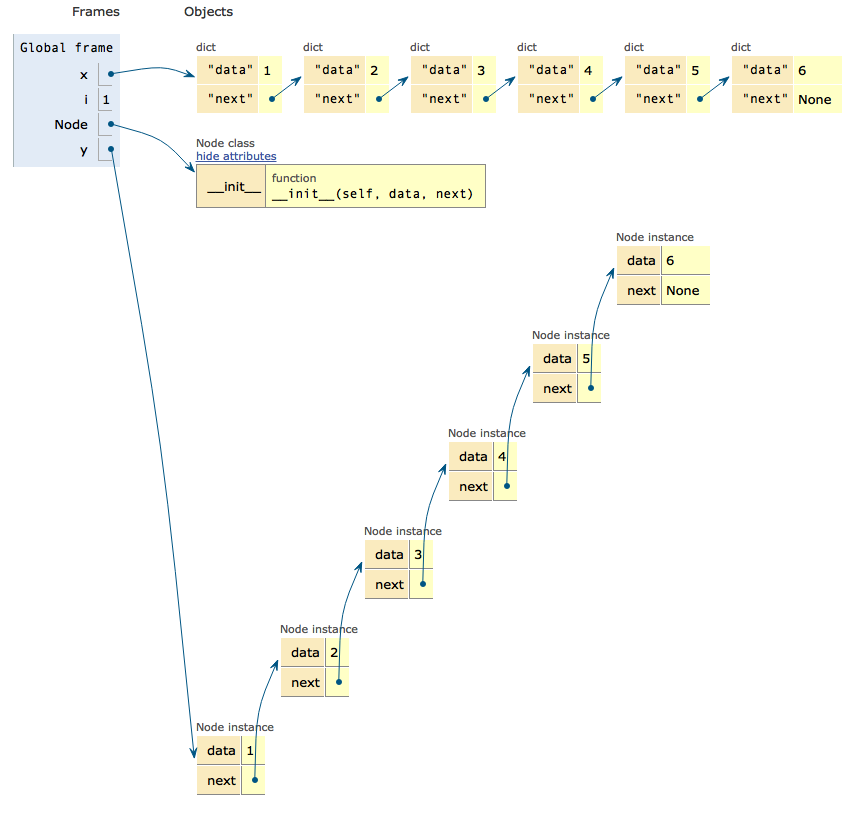 Frames Objects
Global frame
x
i 1
Node
y
dict dict dict dict dict dict
"data" 1 "data" 2 "data" 3 "data" 4 "data" 5 "data" 6
"next" "next" "next" "next" "next" "next" None
Node class
hide attributes
__init__ function
__init__(self, data, next)
Node instance
data 6
next None
Node instance
data 5
next
Node instance
data 4
next
Node instance
data 3
next
Node instance
data 2
next
Node instance
data 1
next